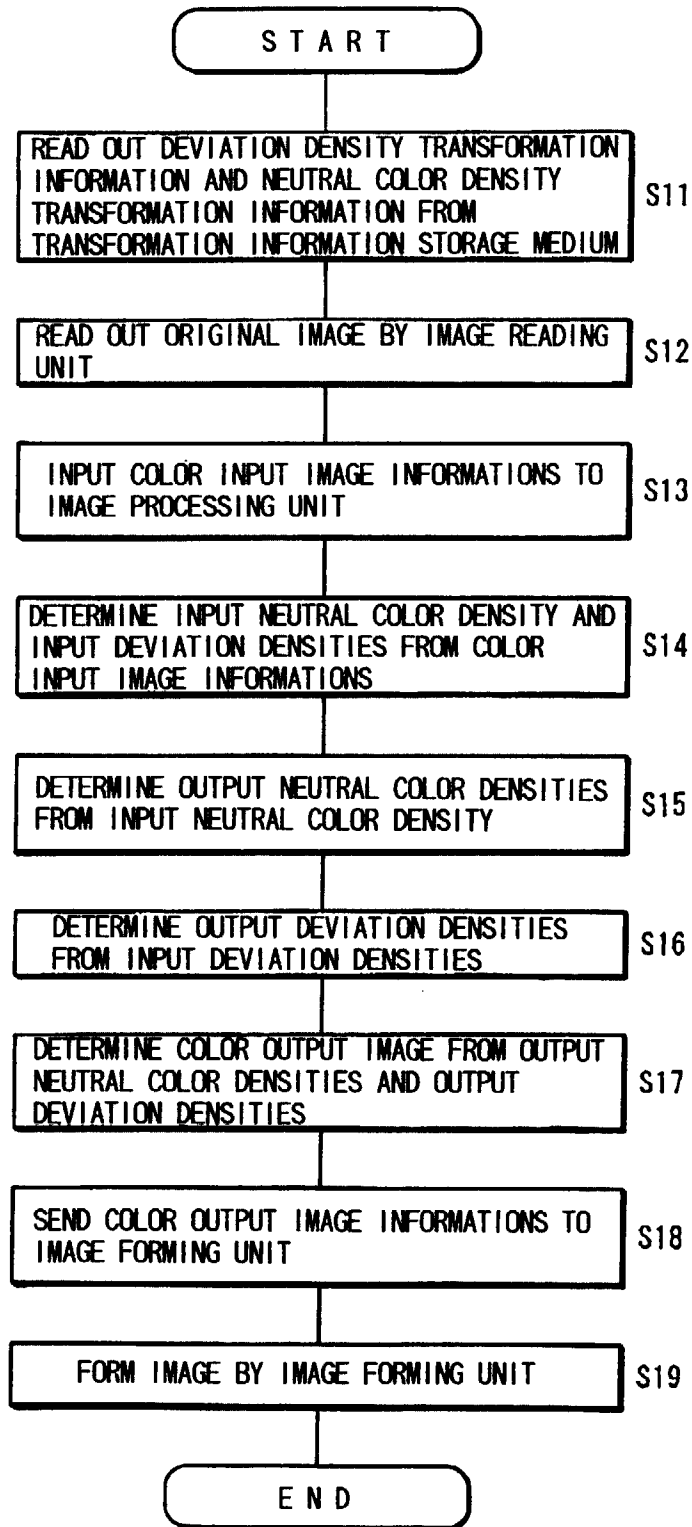 START
READ OUT DEVIATION DENSITY TRANSFORMATION
INFORMATION AND NEUTRAL COLOR DENSITY
TRANSFORMATION INFORMATION FROM
TRANSFORMATION INFORMATION STORAGE MEDIUM
S11
READ OUT ORIGINAL IMAGE BY IMAGE READING
UNIT
S12
INPUT COLOR INPUT IMAGE INFORMATIONS TO
IMAGE PROCESSING UNIT
S13
DETERMINE INPUT NEUTRAL COLOR DENSITY AND
INPUT DEVIATION DENSITIES FROM COLOR
INPUT IMAGE INFORMATIONS
S14
DETERMINE OUTPUT NEUTRAL COLOR DENSITIES
FROM INPUT NEUTRAL COLOR DENSITY
S15
DETERMINE OUTPUT DEVIATION DENSITIES
FROM INPUT DEVIATION DENSITIES
S16
DETERMINE COLOR OUTPUT IMAGE FROM OUTPUT
NEUTRAL COLOR DENSITIES AND OUTPUT
DEVIATION DENSITIES
S17
SEND COLOR OUTPUT IMAGE INFORMATIONS TO
IMAGE FORMING UNIT
S18
FORM IMAGE BY IMAGE FORMING UNIT
S19
END